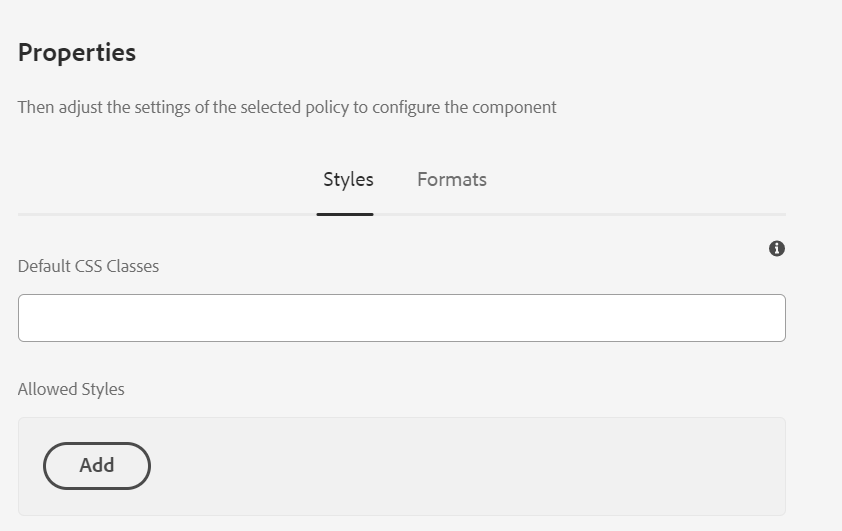 Properties
Then adjust the settings of the selected policy to configure the component
Styles Formats
Default CSS Classes
Allowed Styles
Add